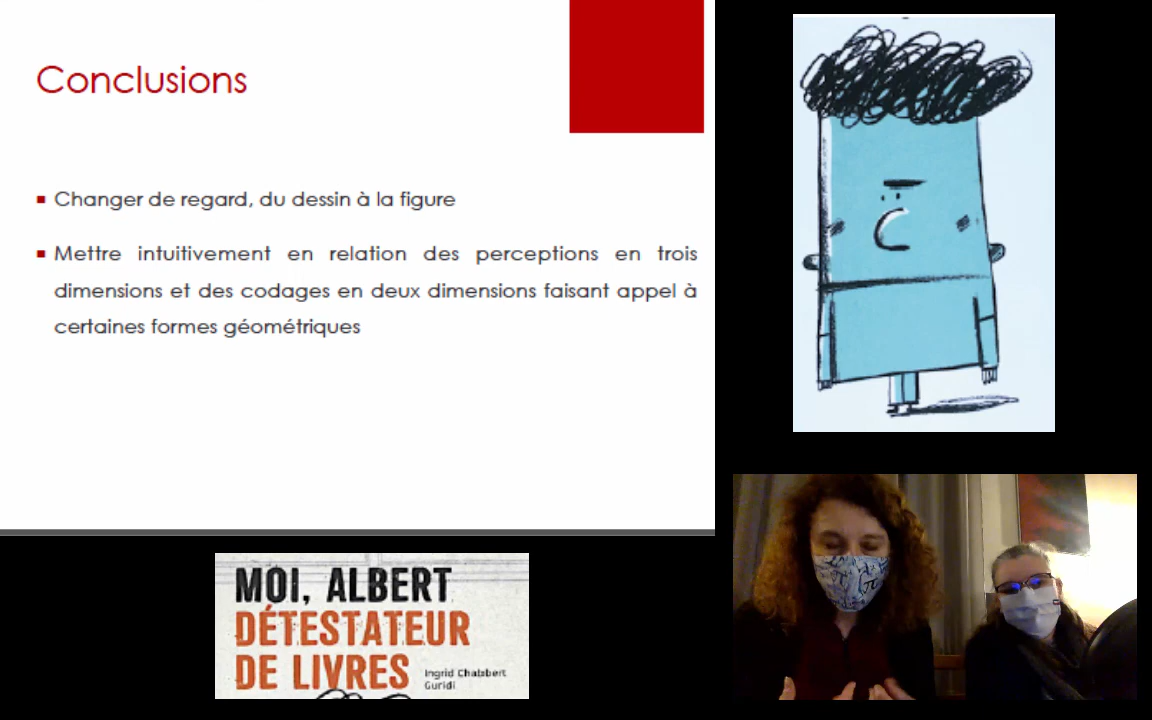 Conclusions
Changer de regard, du dessin à la figure
Mettre intuitivement en relation des perceptions en trois
dimensions et des codages en deux dimensions faisant appel à
certaines formes géométriques
MOI, ALBERT
DÉTESTATEUR
DE LIVRES
Ingrid Chabbert
Guridi
π